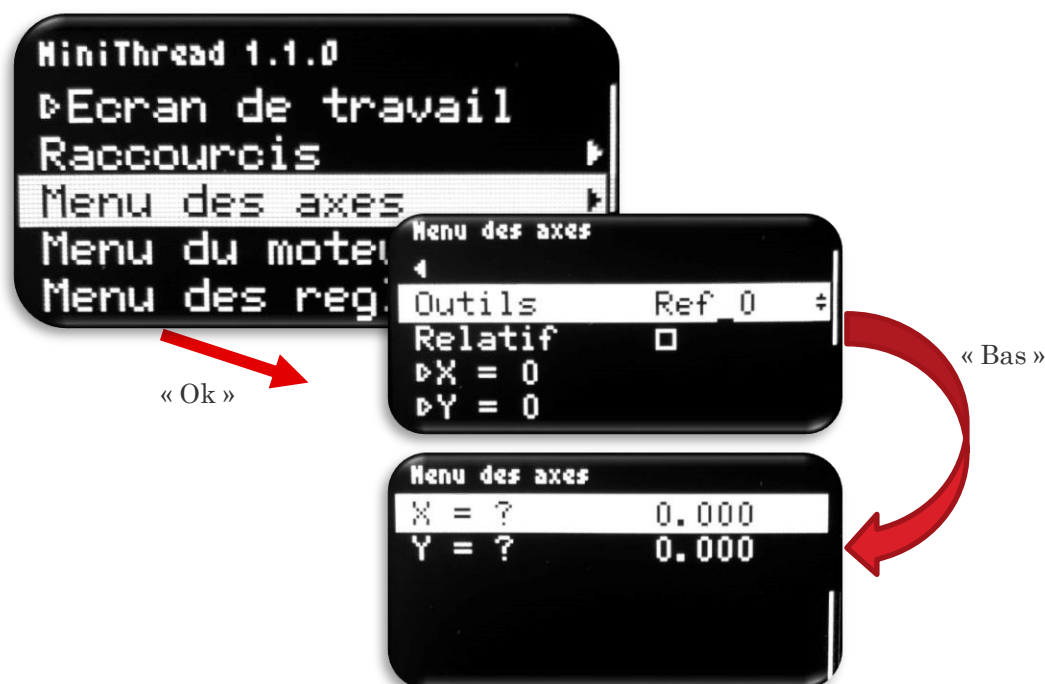 MiniThread 1.1.0
Ecran de travail
Raccourcis
Menu des axes
Menu du moteu
Menu des regl
« Ok »
Menu des axes
Outils Ref_0
Relatif
X = 0
Y = 0
« Bas »
Menu des axes
X = ? 0.000
Y = ? 0.000